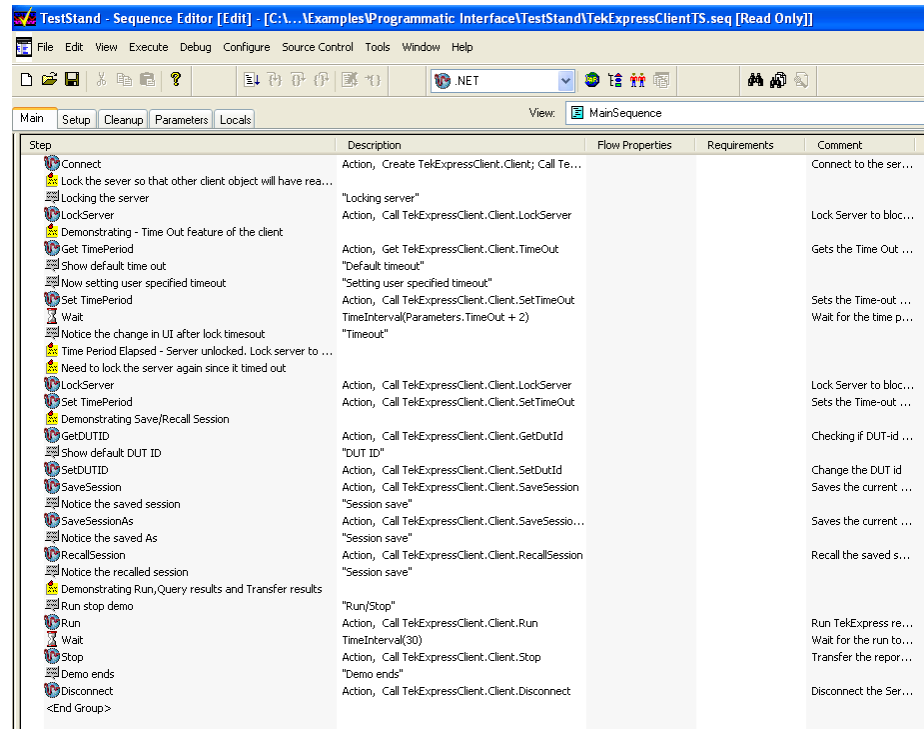 TestStand - Sequence Editor [Edit] - [C:\...\Examples\Programmatic Interface\TestStand\TekExpressClientTS.seq [Read Only]]
File Edit View Execute Debug Configure Source Control Tools Window Help
.NET
Main Setup Cleanup Parameters Locals View: MainSequence
Step Description Flow Properties Requirements Comment
Connect Action, Create TekExpressClient.Client; Call Te... Connect to the ser...
Lock the sever so that other client object will have rea...
Locking the server "Locking server"
LockServer Action, Call TekExpressClient.Client.LockServer Lock Server to bloc...
Demonstrating - Time Out feature of the client
Get TimePeriod Action, Get TekExpressClient.Client.TimeOut Gets the Time Out ...
Show default time out "Default timeout"
Now setting user specified timeout "Setting user specified timeout"
Set TimePeriod Action, Call TekExpressClient.Client.SetTimeOut Sets the Time-out ...
Wait TimeInterval(Parameters.TimeOut + 2) Wait for the time p...
Notice the change in UI after lock timesout "Timeout"
Time Period Elapsed - Server unlocked. Lock server to ...
Need to lock the server again since it timed out
LockServer Action, Call TekExpressClient.Client.LockServer Lock Server to bloc...
Set TimePeriod Action, Call TekExpressClient.Client.SetTimeOut Sets the Time-out ...
Demonstrating Save/Recall Session
GetDUTID Action, Call TekExpressClient.Client.GetDutId Checking if DUT-id ...
Show default DUT ID "DUT ID"
SetDUTID Action, Call TekExpressClient.Client.SetDutId Change the DUT id
SaveSession Action, Call TekExpressClient.Client.SaveSession Saves the current ...
Notice the saved session "Session save"
SaveSessionAs Action, Call TekExpressClient.Client.SaveSessio... Saves the current ...
Notice the saved As "Session save"
RecallSession Action, Call TekExpressClient.Client.RecallSession Recall the saved s...
Notice the recalled session "Session save"
Demonstrating Run,Query results and Transfer results
Run stop demo "Run/Stop"
Run Action, Call TekExpressClient.Client.Run Run TekExpress re...
Wait TimeInterval(30) Wait for the run to...
Stop Action, Call TekExpressClient.Client.Stop Transfer the repor...
Demo ends "Demo ends"
Disconnect Action, Call TekExpressClient.Client.Disconnect Disconnect the Ser...
<End Group>